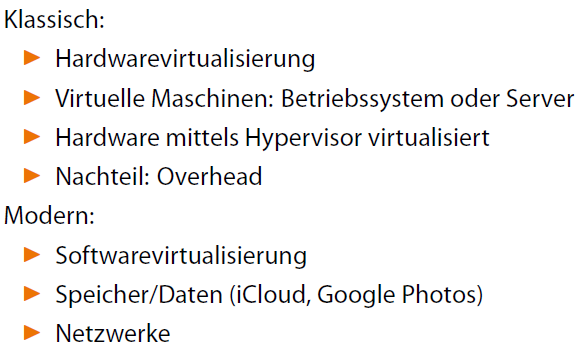 Klassisch:
Hardwarevirtualisierung
Virtuelle Maschinen: Betriebssystem oder Server
Hardware mittels Hypervisor virtualisiert
Nachteil: Overhead
Modern:
Softwarevirtualisierung
Speicher/Daten (iCloud, Google Photos)
Netzwerke